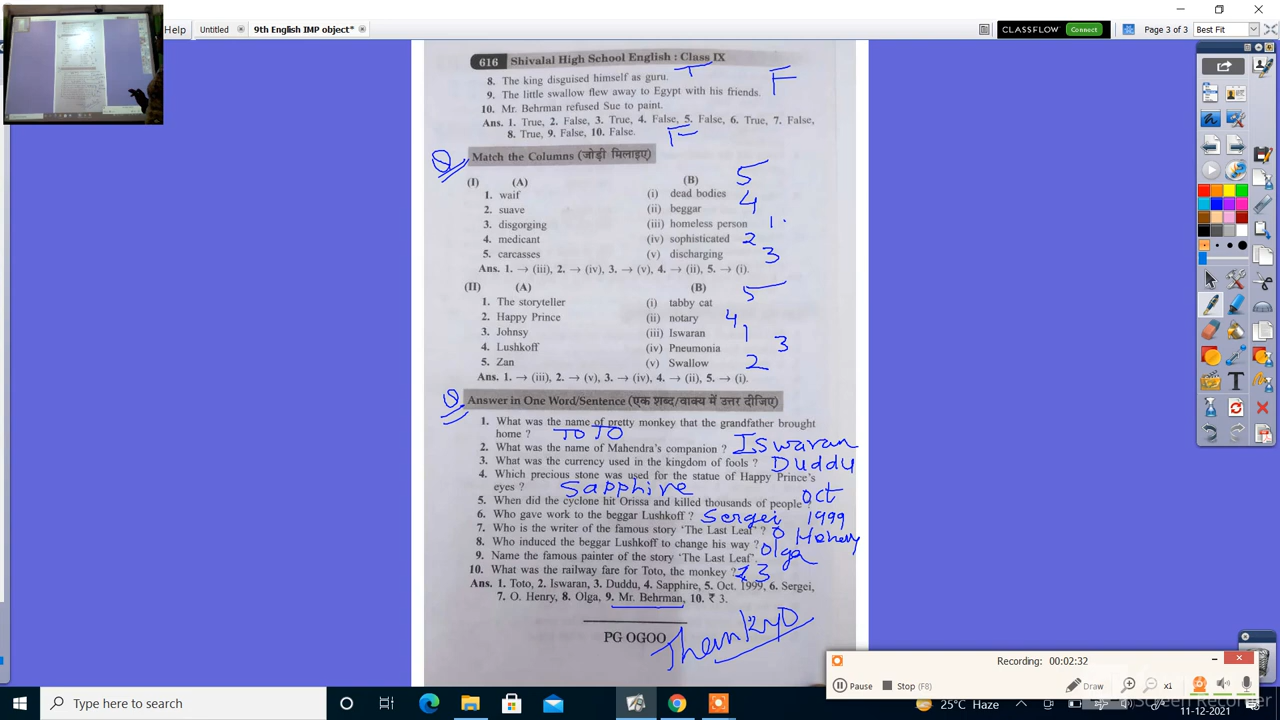 Help
Untitled
9th English IMP object*
CLASSFLOW
Connect
Page 3 of 3
Best Fit
616 Shivalal High School English : Class IX
8. The king disguised himself as guru. T
9. The little swallow flew away to Egypt with his friends. F
10. Mr. Behrman refused Sue to paint.
Ans. 1. True, 2. False, 3. True, 4. False, 5. False, 6. True, 7. False,
8. True, 9. False, 10. False. F
Q Match the Columns (जोड़ी मिलाइए)
(I) (A) (B) 5
1. waif (i) dead bodies
2. suave (ii) beggar 4
3. disgorging (iii) homeless person 1.
4. medicant (iv) sophisticated 2
5. carcasses (v) discharging 3
Ans. 1. → (iii), 2. → (iv), 3. → (v), 4. → (ii), 5. → (i).
(II) (A) (B) 5
1. The storyteller (i) tabby cat
2. Happy Prince (ii) notary 4
3. Johnsy (iii) Iswaran 1
4. Lushkoff (iv) Pneumonia 3
5. Zan (v) Swallow 2
Ans. 1. → (iii), 2. → (v), 3. → (iv), 4. → (ii), 5. → (i).
Q. Answer in One Word/Sentence (एक शब्द/वाक्य में उत्तर दीजिए)
1. What was the name of pretty monkey that the grandfather brought
home ? TOTO
2. What was the name of Mahendra's companion ? Iswaran
3. What was the currency used in the kingdom of fools ? Duddu
4. Which precious stone was used for the statue of Happy Prince's
eyes ? Sapphire
5. When did the cyclone hit Orissa and killed thousands of people Oct
6. Who gave work to the beggar Lushkoff ? Sergei 1999
7. Who is the writer of the famous story 'The Last Leaf' ? O Henery
8. Who induced the beggar Lushkoff to change his way ? Olga
9. Name the famous painter of the story 'The Last Leaf'.
10. What was the railway fare for Toto, the monkey ? ₹3
Ans. 1. Toto, 2. Iswaran, 3. Duddu, 4. Sapphire, 5. Oct. 1999, 6. Sergei,
7. O. Henry, 8. Olga, 9. Mr. Behrman, 10. ₹ 3.
PG OGOO
Thankyo
Recording: 00:02:32
Pause
Stop (F8)
Draw
x1
Type here to search
25°C Haze
11-12-2021
Screen Recorder